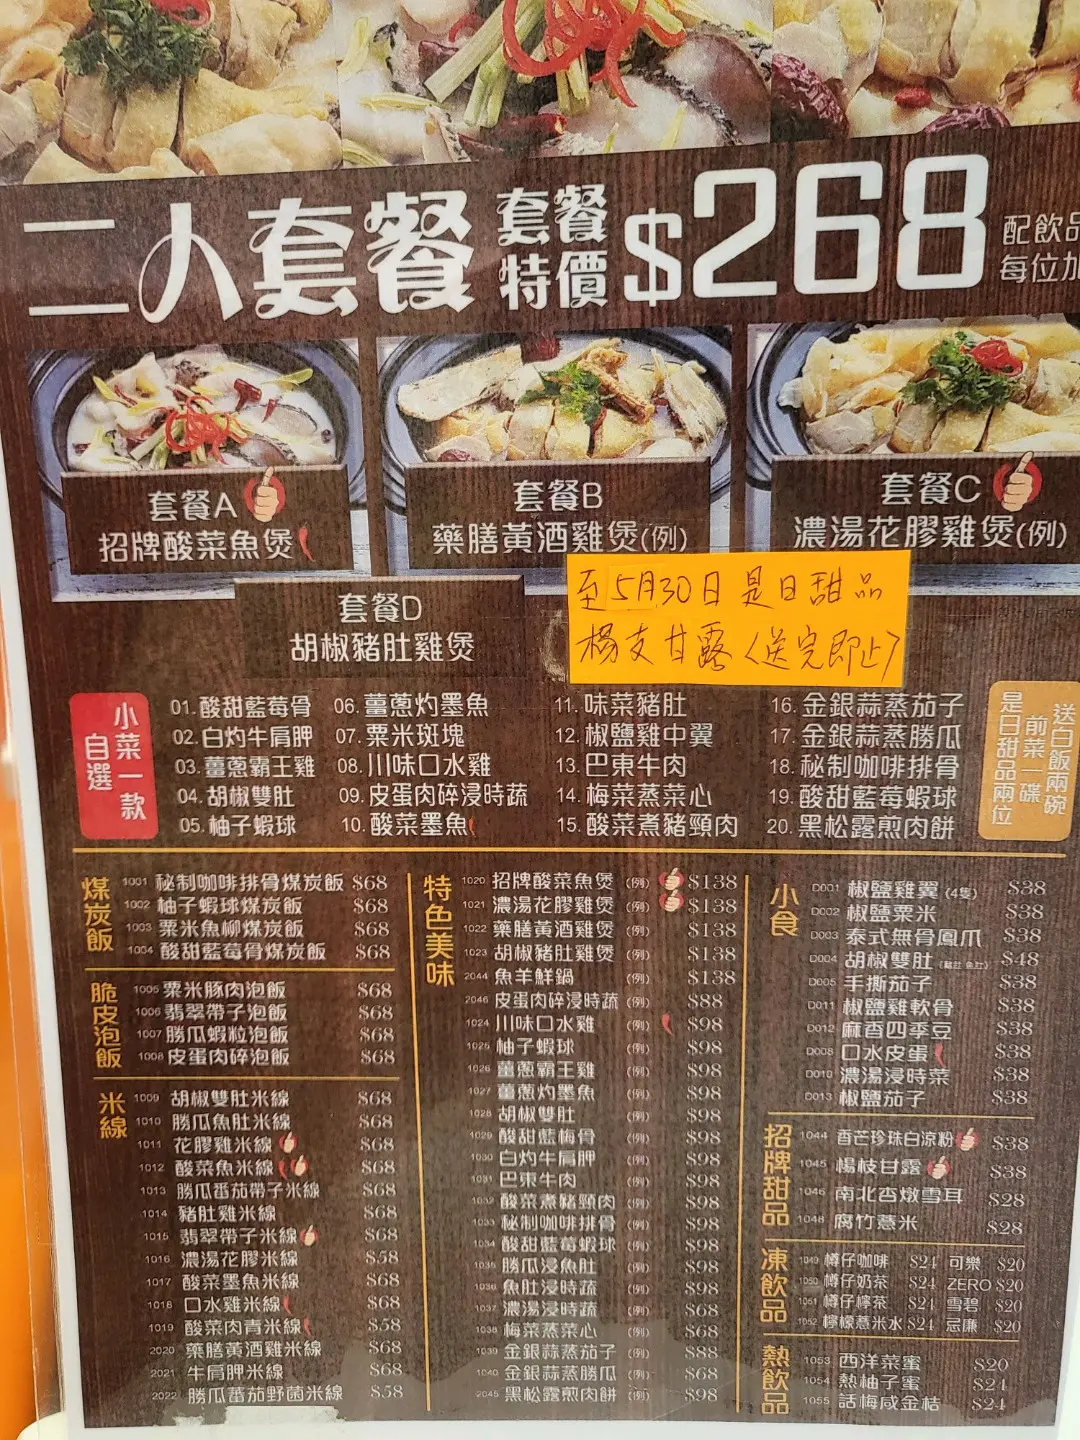 二人套餐
套餐
特價
$268
配飲品
每位加
套餐A
招牌酸菜魚煲
套餐B
藥膳黃酒雞煲(例)
套餐C
濃湯花膠雞煲(例)
套餐D
胡椒豬肚雞煲
至5月30日是日甜品
楊支甘露(送完即止)
小菜一款
自選
01.酸甜藍莓骨
02.白灼牛肩胛
03.薑蔥霸王雞
04.胡椒雙肚
05.柚子蝦球
06.薑蔥灼墨魚
07.粟米斑塊
08.川味口水雞
09.皮蛋肉碎浸時蔬
10.酸菜墨魚
11.味菜豬肚
12.椒鹽雞中翼
13.巴東牛肉
14.梅菜蒸菜心
15.酸菜煮豬頸肉
16.金銀蒜蒸茄子
17.金銀蒜蒸勝瓜
18.秘制咖啡排骨
19.酸甜藍莓蝦球
20.黑松露煎肉餅
送白飯兩碗
前菜一碟
是日甜品兩位
煤炭飯
1001 秘制咖啡排骨煤炭飯 $68
1002 柚子蝦球煤炭飯 $68
1003 粟米魚柳煤炭飯 $68
1004 酸甜藍莓骨煤炭飯 $68
脆皮泡飯
1005 粟米豚肉泡飯 $68
1006 翡翠帶子泡飯 $68
1007 勝瓜蝦粒泡飯 $68
1008 皮蛋肉碎泡飯 $68
米線
1009 胡椒雙肚米線 $68
1010 勝瓜魚肚米線 $68
1011 花膠雞米線 $68
1012 酸菜魚米線 $68
1013 勝瓜番茄帶子米線 $68
1014 豬肚雞米線 $68
1015 翡翠帶子米線 $68
1016 濃湯花膠米線 $58
1017 酸菜墨魚米線 $68
1018 口水雞米線 $68
1019 酸菜肉青米線 $58
2020 藥膳黃酒雞米線 $68
2021 牛肩胛米線 $68
2022 勝瓜番茄野菌米線 $58
特色美味
1020 招牌酸菜魚煲 (例) $138
1021 濃湯花膠雞煲 (例) $138
1022 藥膳黃酒雞煲 (例) $138
1023 胡椒豬肚雞煲 (例) $138
2044 魚羊鮮鍋 (例) $138
2046 皮蛋肉碎浸時蔬 (例) $88
1024 川味口水雞 (例) $98
1025 柚子蝦球 (例) $98
1026 薑蔥霸王雞 (例) $98
1027 薑蔥灼墨魚 (例) $98
1028 胡椒雙肚 (例) $98
1029 酸甜藍梅骨 (例) $98
1030 白灼牛肩胛 (例) $98
1031 巴東牛肉 (例) $98
1032 酸菜煮豬頸肉 (例) $98
1033 秘制咖啡排骨 (例) $98
1034 酸甜藍莓蝦球 (例) $98
1035 勝瓜浸魚肚 (例) $98
1036 魚肚浸時蔬 (例) $98
1037 濃湯浸時蔬 (例) $68
1038 梅菜蒸菜心 (例) $68
1039 金銀蒜蒸茄子 (例) $88
1040 金銀蒜蒸勝瓜 (例) $68
2045 黑松露煎肉餅 (例) $98
小食
D001 椒鹽雞翼 (4隻) $38
D002 椒鹽粟米 $38
D003 泰式無骨鳳爪 $38
D004 胡椒雙肚 (豬肚 魚肚) $48
D005 手撕茄子 $38
D011 椒鹽雞軟骨 $38
D012 麻香四季豆 $38
D008 口水皮蛋 $38
D010 濃湯浸時菜 $38
D013 椒鹽茄子 $38
招牌甜品
1044 香芒珍珠白涼粉 $38
1045 楊枝甘露 $38
1046 南北杏燉雪耳 $28
1048 腐竹薏米 $28
凍飲品
1049 樽仔咖啡 $24 可樂 $20
1050 樽仔奶茶 $24 ZERO $20
1051 樽仔檸茶 $24 雪碧 $20
1052 檸檬薏米水 $24 忌廉 $20
熱飲品
1053 西洋菜蜜 $20
1054 熱柚子蜜 $24
1055 話梅咸金桔 $24